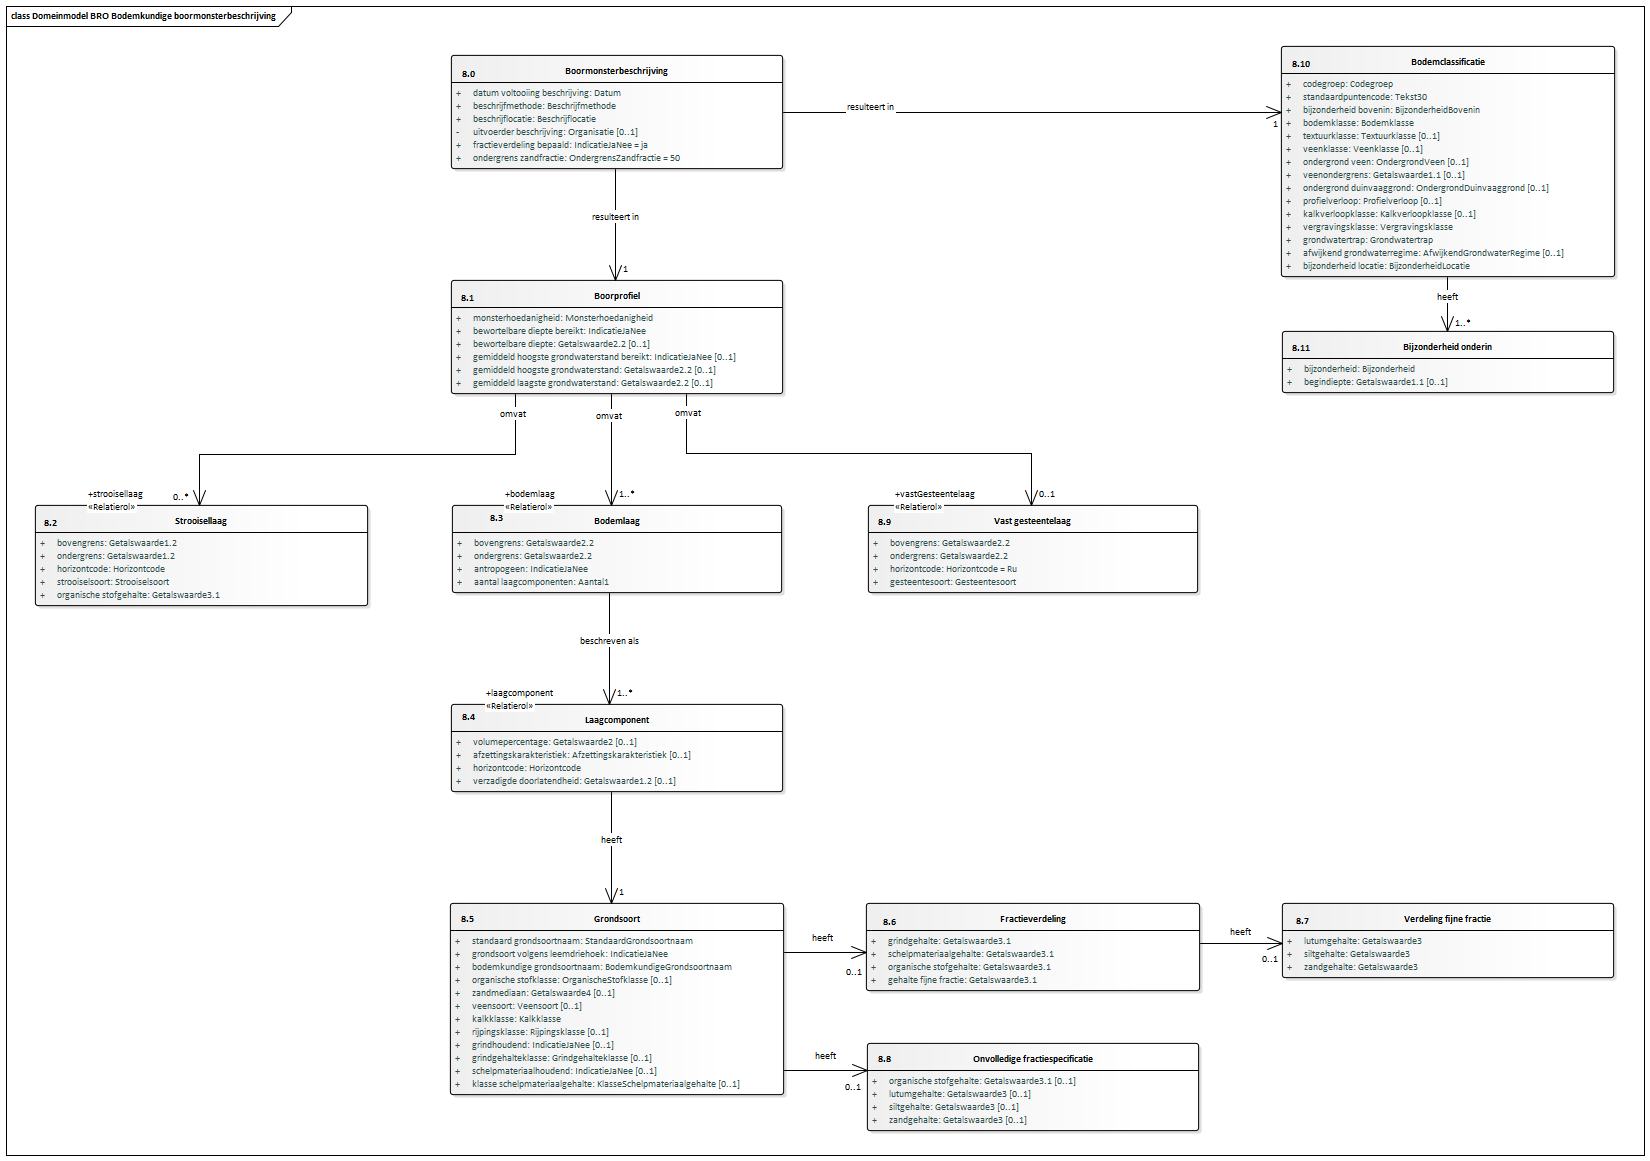 class Domeinmodel BRO Bodemkundige boormonsterbeschrijving
8.0 Boormonsterbeschrijving
+ datum voltooiing beschrijving: Datum
+ beschrijfmethode: Beschrijfmethode
+ beschrijflocatie: Beschrijflocatie
- uitvoerder beschrijving: Organisatie [0..1]
+ fractieverdeling bepaald: IndicatieJaNee = ja
+ ondergrens zandfractie: OndergrensZandfractie = 50
resulteert in
1
8.10 Bodemclassificatie
+ codegroep: Codegroep
+ standaardpuntencode: Tekst30
+ bijzonderheid bovenin: BijzonderheidBovenin
+ bodemklasse: Bodemklasse
+ textuurklasse: Textuurklasse [0..1]
+ veenklasse: Veenklasse [0..1]
+ ondergrond veen: OndergrondVeen [0..1]
+ veenondergrens: Getalswaarde1.1 [0..1]
+ ondergrond duinvaaggrond: OndergrondDuinvaaggrond [0..1]
+ profielverloop: Profielverloop [0..1]
+ kalkverloopklasse: Kalkverloopklasse [0..1]
+ vergravingsklasse: Vergravingsklasse
+ grondwatertrap: Grondwatertrap
+ afwijkend grondwaterregime: AfwijkendGrondwaterRegime [0..1]
+ bijzonderheid locatie: BijzonderheidLocatie
heeft
1..*
8.11 Bijzonderheid onderin
+ bijzonderheid: Bijzonderheid
+ begindiepte: Getalswaarde1.1 [0..1]
resulteert in
1
8.1 Boorprofiel
+ monsterhoedanigheid: Monsterhoedanigheid
+ bewortelbare diepte bereikt: IndicatieJaNee
+ bewortelbare diepte: Getalswaarde2.2 [0..1]
+ gemiddeld hoogste grondwaterstand bereikt: IndicatieJaNee [0..1]
+ gemiddeld hoogste grondwaterstand: Getalswaarde2.2 [0..1]
+ gemiddeld laagste grondwaterstand: Getalswaarde2.2 [0..1]
omvat
omvat
omvat
+strooisellaag
0..*
«Relatierol»
8.2 Strooisellaag
+ bovengrens: Getalswaarde1.2
+ ondergrens: Getalswaarde1.2
+ horizontcode: Horizontcode
+ strooiselsoort: Strooiselsoort
+ organische stofgehalte: Getalswaarde3.1
+bodemlaag
1..*
«Relatierol»
8.3 Bodemlaag
+ bovengrens: Getalswaarde2.2
+ ondergrens: Getalswaarde2.2
+ antropogeen: IndicatieJaNee
+ aantal laagcomponenten: Aantal1
+vastGesteentelaag
0..1
«Relatierol»
8.9 Vast gesteentelaag
+ bovengrens: Getalswaarde2.2
+ ondergrens: Getalswaarde2.2
+ horizontcode: Horizontcode = Ru
+ gesteentesoort: Gesteentesoort
beschreven als
+laagcomponent
1..*
«Relatierol»
8.4 Laagcomponent
+ volumepercentage: Getalswaarde2 [0..1]
+ afzettingskarakteristiek: Afzettingskarakteristiek [0..1]
+ horizontcode: Horizontcode
+ verzadigde doorlatendheid: Getalswaarde1.2 [0..1]
heeft
1
8.5 Grondsoort
+ standaard grondsoortnaam: StandaardGrondsoortnaam
+ grondsoort volgens leemdriehoek: IndicatieJaNee
+ bodemkundige grondsoortnaam: BodemkundigeGrondsoortnaam
+ organische stofklasse: OrganischeStofklasse [0..1]
+ zandmediaan: Getalswaarde4 [0..1]
+ veensoort: Veensoort [0..1]
+ kalkklasse: Kalkklasse
+ rijpingsklasse: Rijpingsklasse [0..1]
+ grindhoudend: IndicatieJaNee [0..1]
+ grindgehalteklasse: Grindgehalteklasse [0..1]
+ schelpmateriaalhoudend: IndicatieJaNee [0..1]
+ klasse schelpmateriaalgehalte: KlasseSchelpmateriaalgehalte [0..1]
heeft
0..1
8.6 Fractieverdeling
+ grindgehalte: Getalswaarde3.1
+ schelpmateriaalgehalte: Getalswaarde3.1
+ organische stofgehalte: Getalswaarde3.1
+ gehalte fijne fractie: Getalswaarde3.1
heeft
0..1
8.7 Verdeling fijne fractie
+ lutumgehalte: Getalswaarde3
+ siltgehalte: Getalswaarde3
+ zandgehalte: Getalswaarde3
heeft
0..1
8.8 Onvolledige fractiespecificatie
+ organische stofgehalte: Getalswaarde3.1 [0..1]
+ lutumgehalte: Getalswaarde3 [0..1]
+ siltgehalte: Getalswaarde3 [0..1]
+ zandgehalte: Getalswaarde3 [0..1]